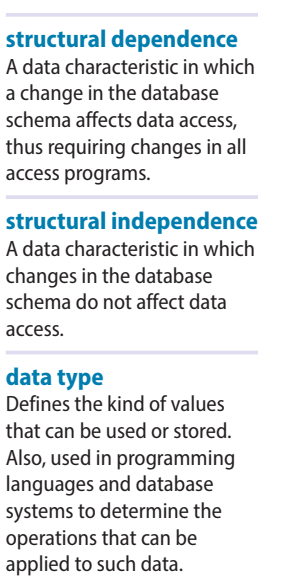 structural dependence
A data characteristic in which
a change in the database
schema affects data access,
thus requiring changes in all
access programs.
structural independence
A data characteristic in which
changes in the database
schema do not affect data
access.
data type
Defines the kind of values
that can be used or stored.
Also, used in programming
languages and database
systems to determine the
operations that can be
applied to such data.